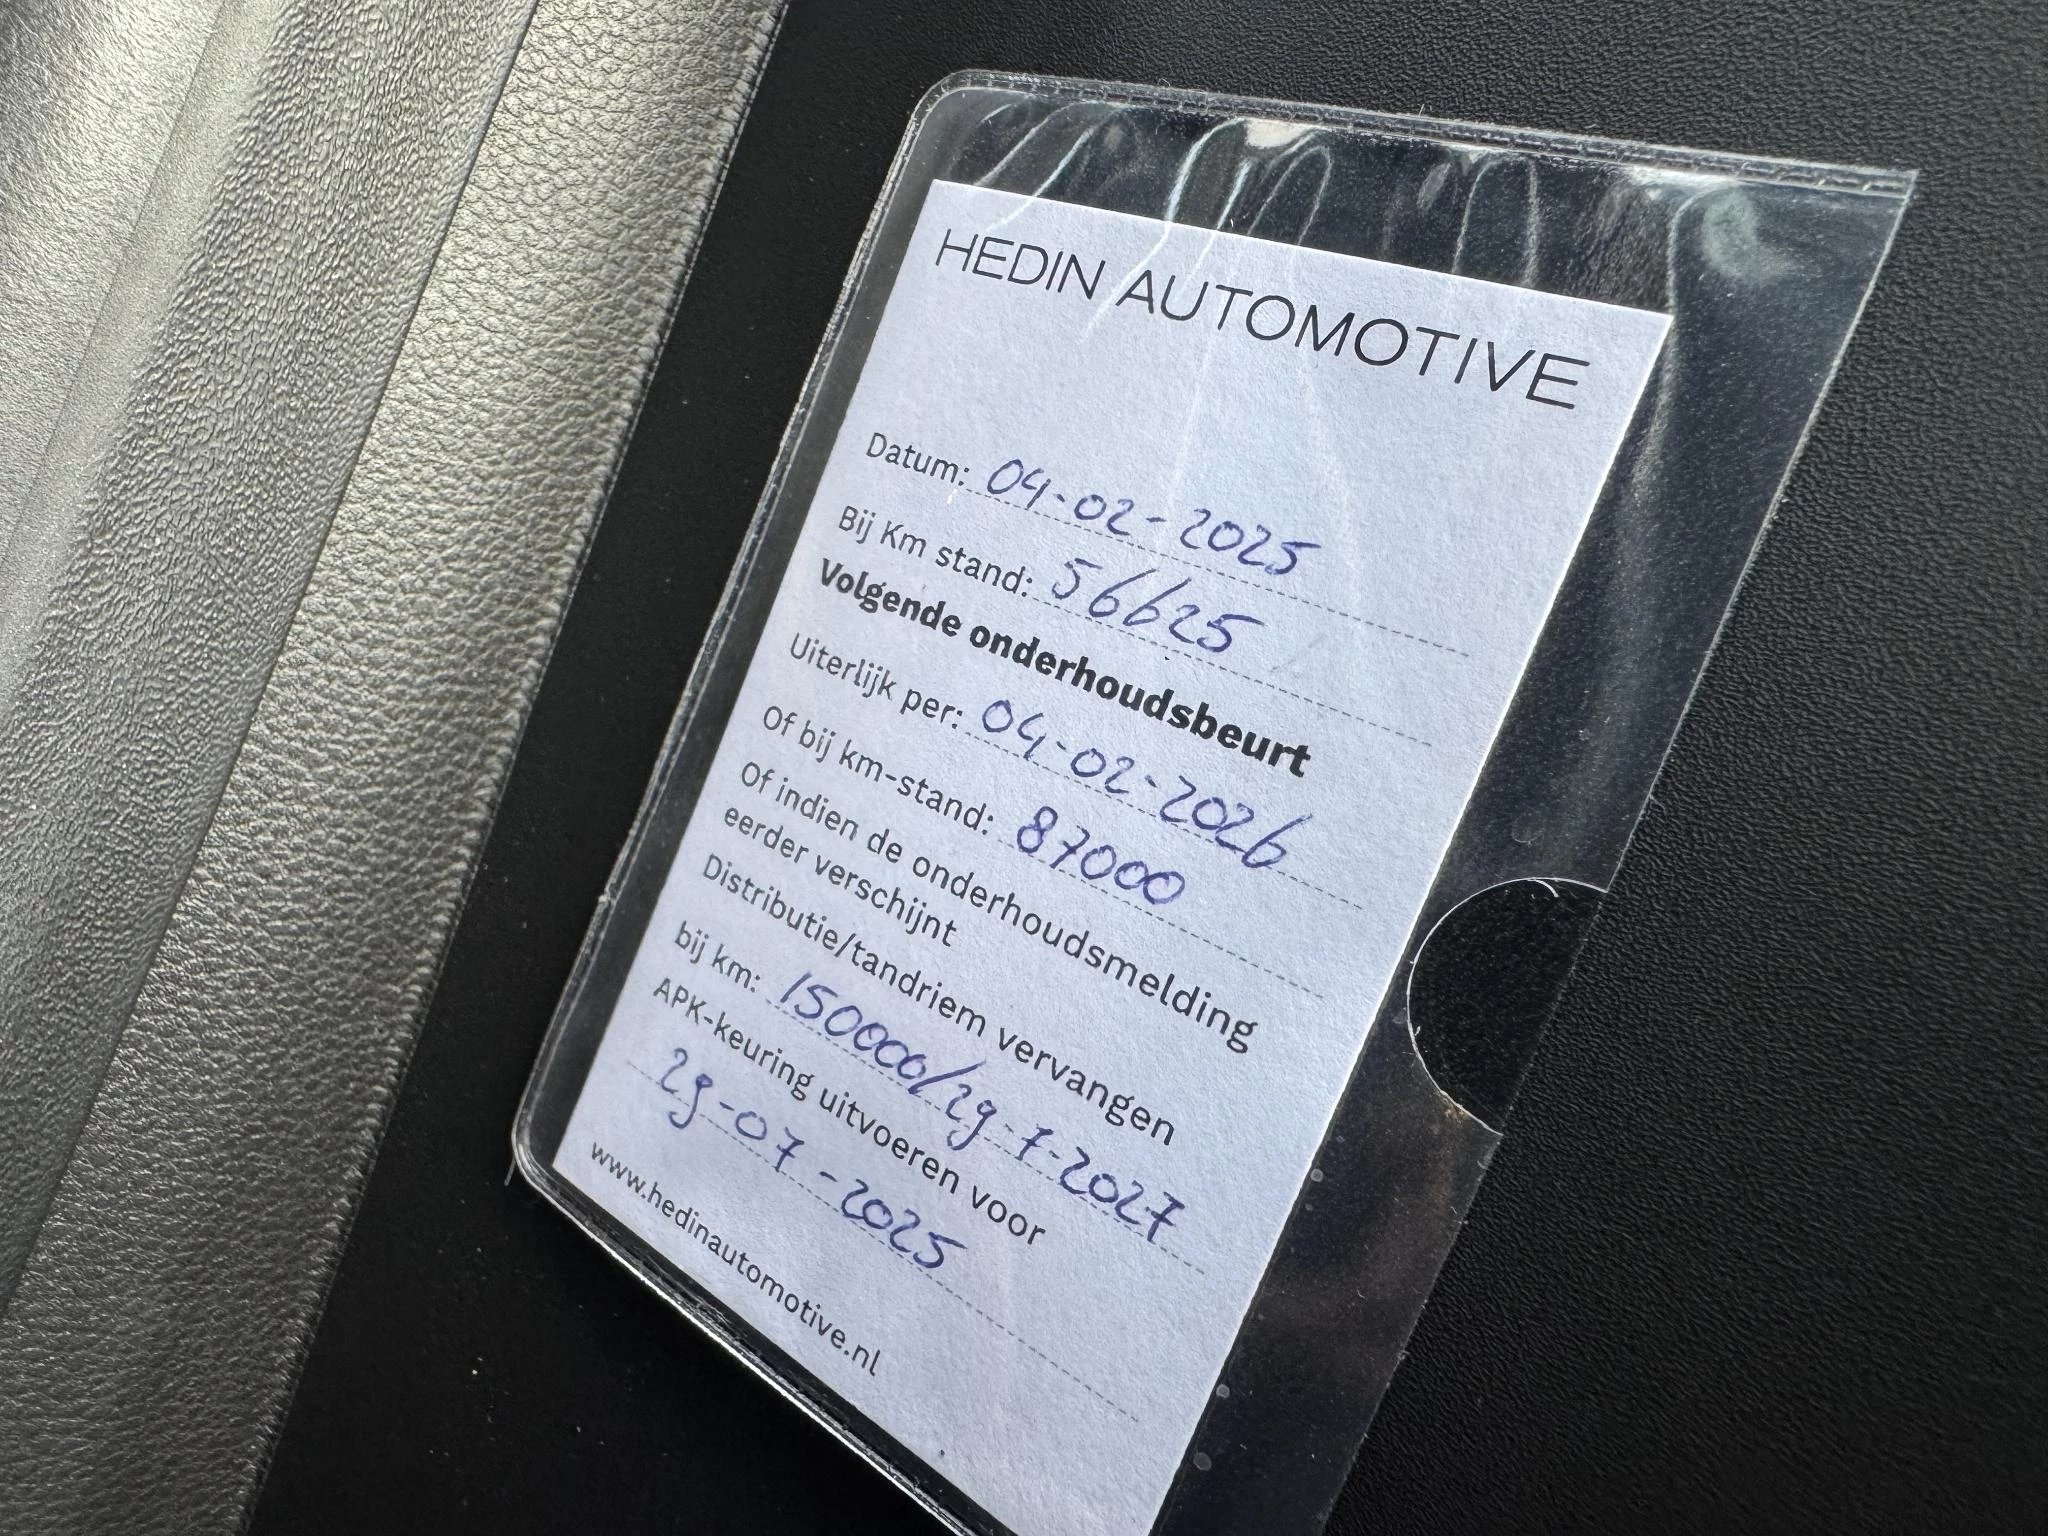 HEDIN AUTOMOTIVE
Datum: 04-02-2025
Bij Km stand: 56625
Volgende onderhoudsbeurt
Uiterlijk per: 04-02-2026
Of bij km-stand: 87000
Of indien de onderhoudsmelding
eerder verschijnt
Distributie/tandriem vervangen
bij km: 150000/29-7-2027
APK-keuring uitvoeren voor
29-07-2025
www.hedinautomotive.nl